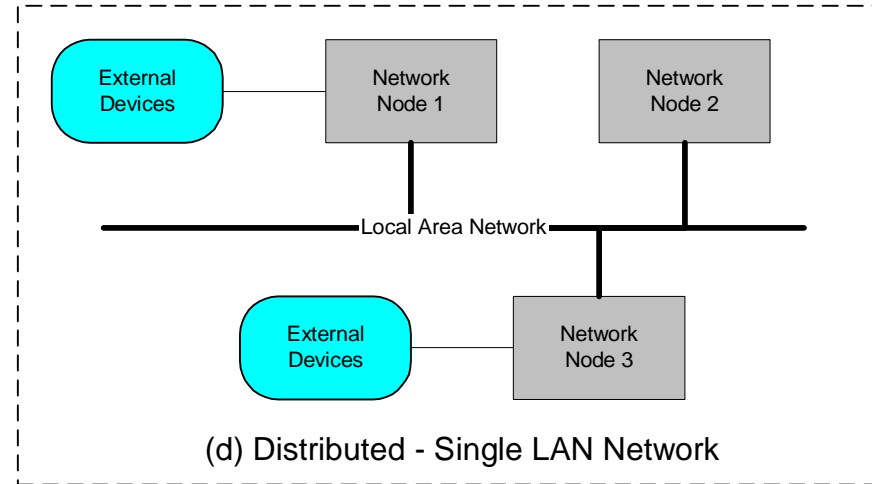 External
Devices
Network
Node 1
Network
Node 2
Local Area Network
External
Devices
Network
Node 3
(d) Distributed - Single LAN Network